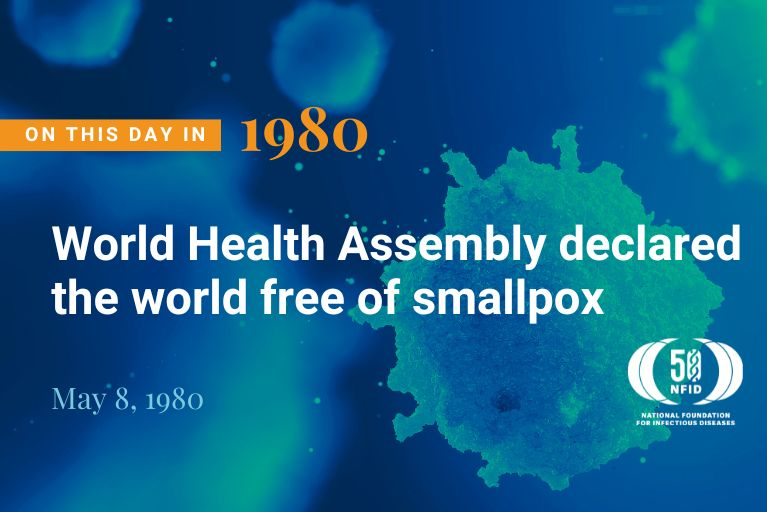 ON THIS DAY IN 1980
World Health Assembly declared
the world free of smallpox
May 8, 1980
50
NFID
NATIONAL FOUNDATION
FOR INFECTIOUS DISEASES